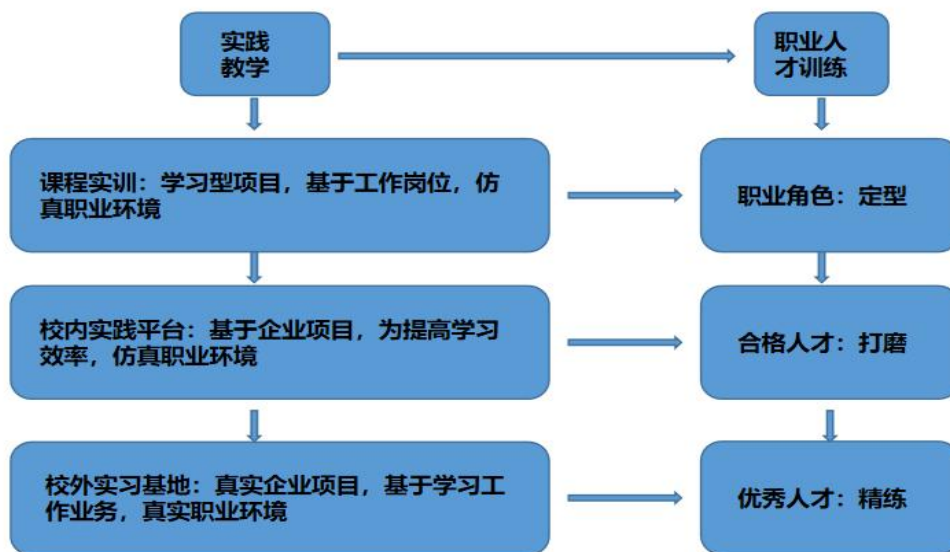 实践
教学
职业人
才训练
课程实训：学习型项目，基于工作岗位，仿
真职业环境
职业角色：定型
校内实践平台：基于企业项目，为提高学习
效率，仿真职业环境
合格人才：打磨
校外实习基地：真实企业项目，基于学习工
作业务，真实职业环境
优秀人才：精练